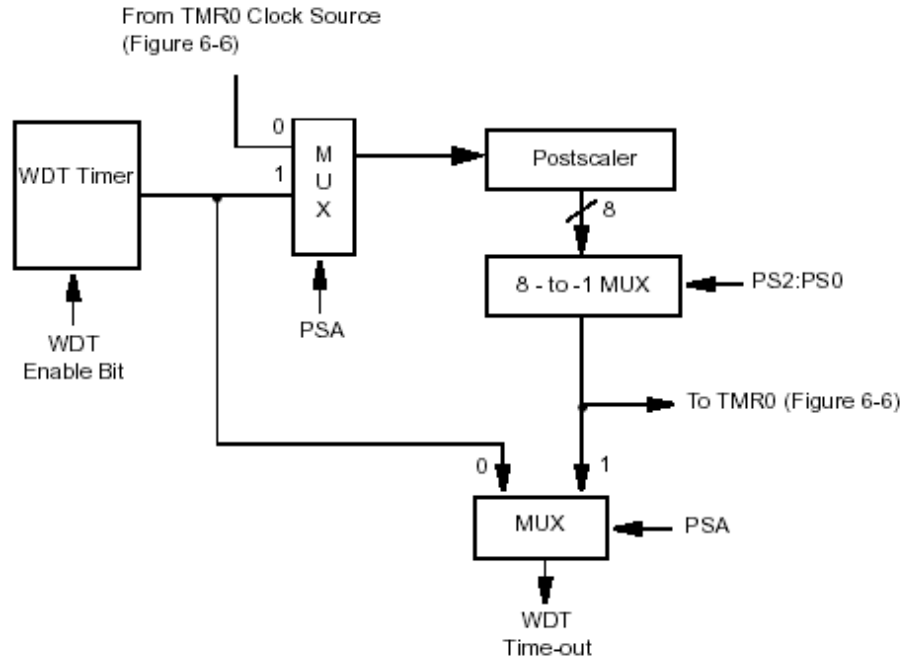 From TMR0 Clock Source
(Figure 6-6)
0
1
M
U
X
WDT Timer
Postscaler
8
8 - to -1 MUX
PS2:PS0
WDT
Enable Bit
PSA
To TMR0 (Figure 6-6)
0
1
MUX
PSA
WDT
Time-out